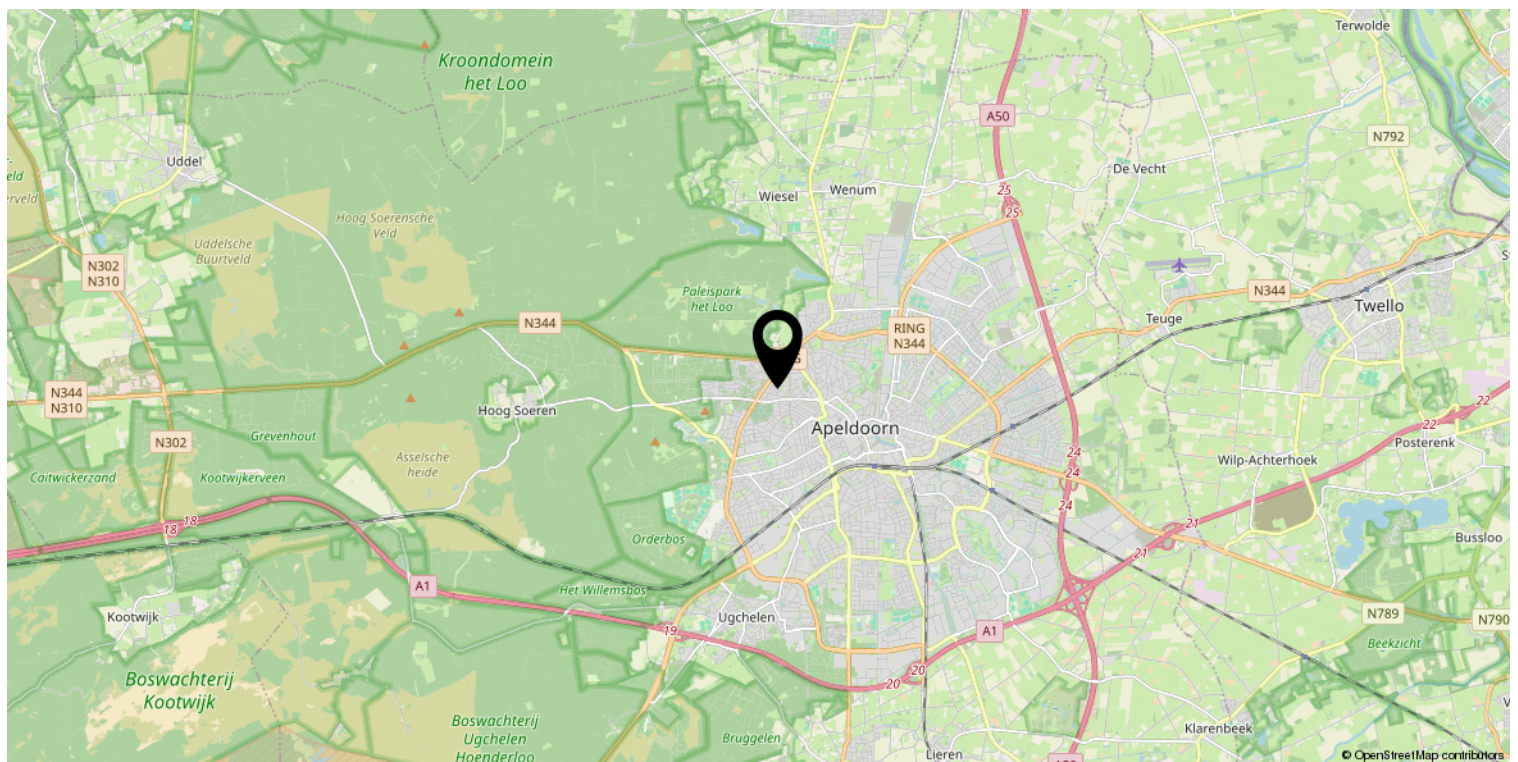 Terwolde
Kroondomein
het Loo
A50
N792
Uddel
De Vecht
Wiesel
Wenum
25
25
Hoog Soerensche
Veld
Uddelsche
Buurtveld
N302
N310
Paleispark
het Loo
N344
N344
Twello
Teuge
RING
N344
N344
N310
Hoog Soeren
22
22
Apeldoorn
Grevenhout
N302
Posterenk
Asselsche
heide
24
24
24
Wilp-Achterhoek
Caitwickerzand
Kootwijkerveen
18
18
21
21
Orderbos
Bussloo
A1
Het Willemsbos
Kootwijk
Ugchelen
19
A1
N789
N790
Beekzicht
20
20
Boswachterij
Kootwijk
Boswachterij
Ugchelen
Hoenderloo
Bruggelen
Klarenbeek
Lieren
© OpenStreetMap contributors